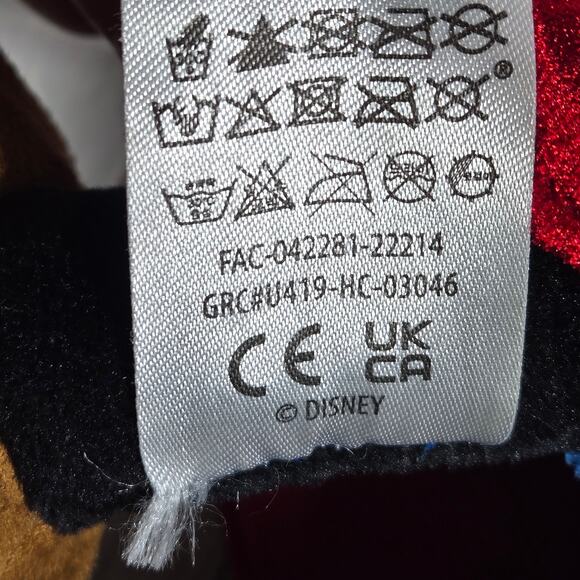 ®
FAC-042281-22214
GRC#U419-HC-03046
CE UK
CA
© DISNEY